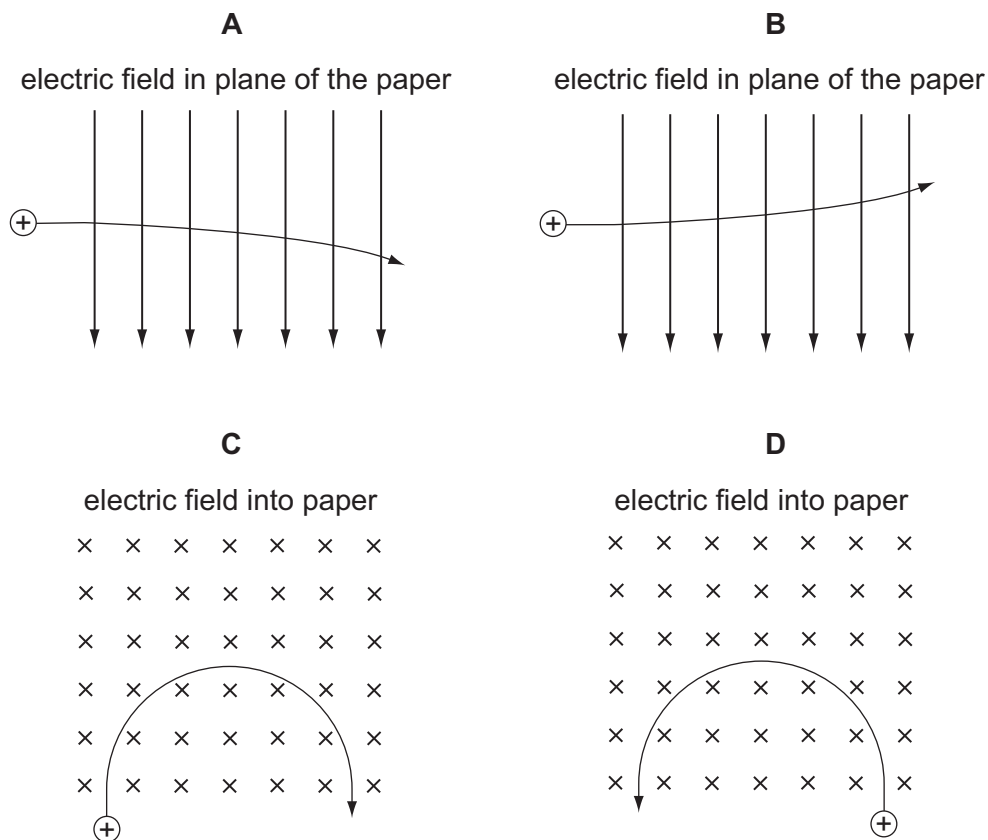 A
electric field in plane of the paper
+
B
electric field in plane of the paper
+
C
electric field into paper
× × × × × × ×
× × × × × × ×
× × × × × × ×
× × × × × × ×
× × × × × × ×
× × × × × × ×
+
D
electric field into paper
× × × × × × ×
× × × × × × ×
× × × × × × ×
× × × × × × ×
× × × × × × ×
× × × × × × ×
+